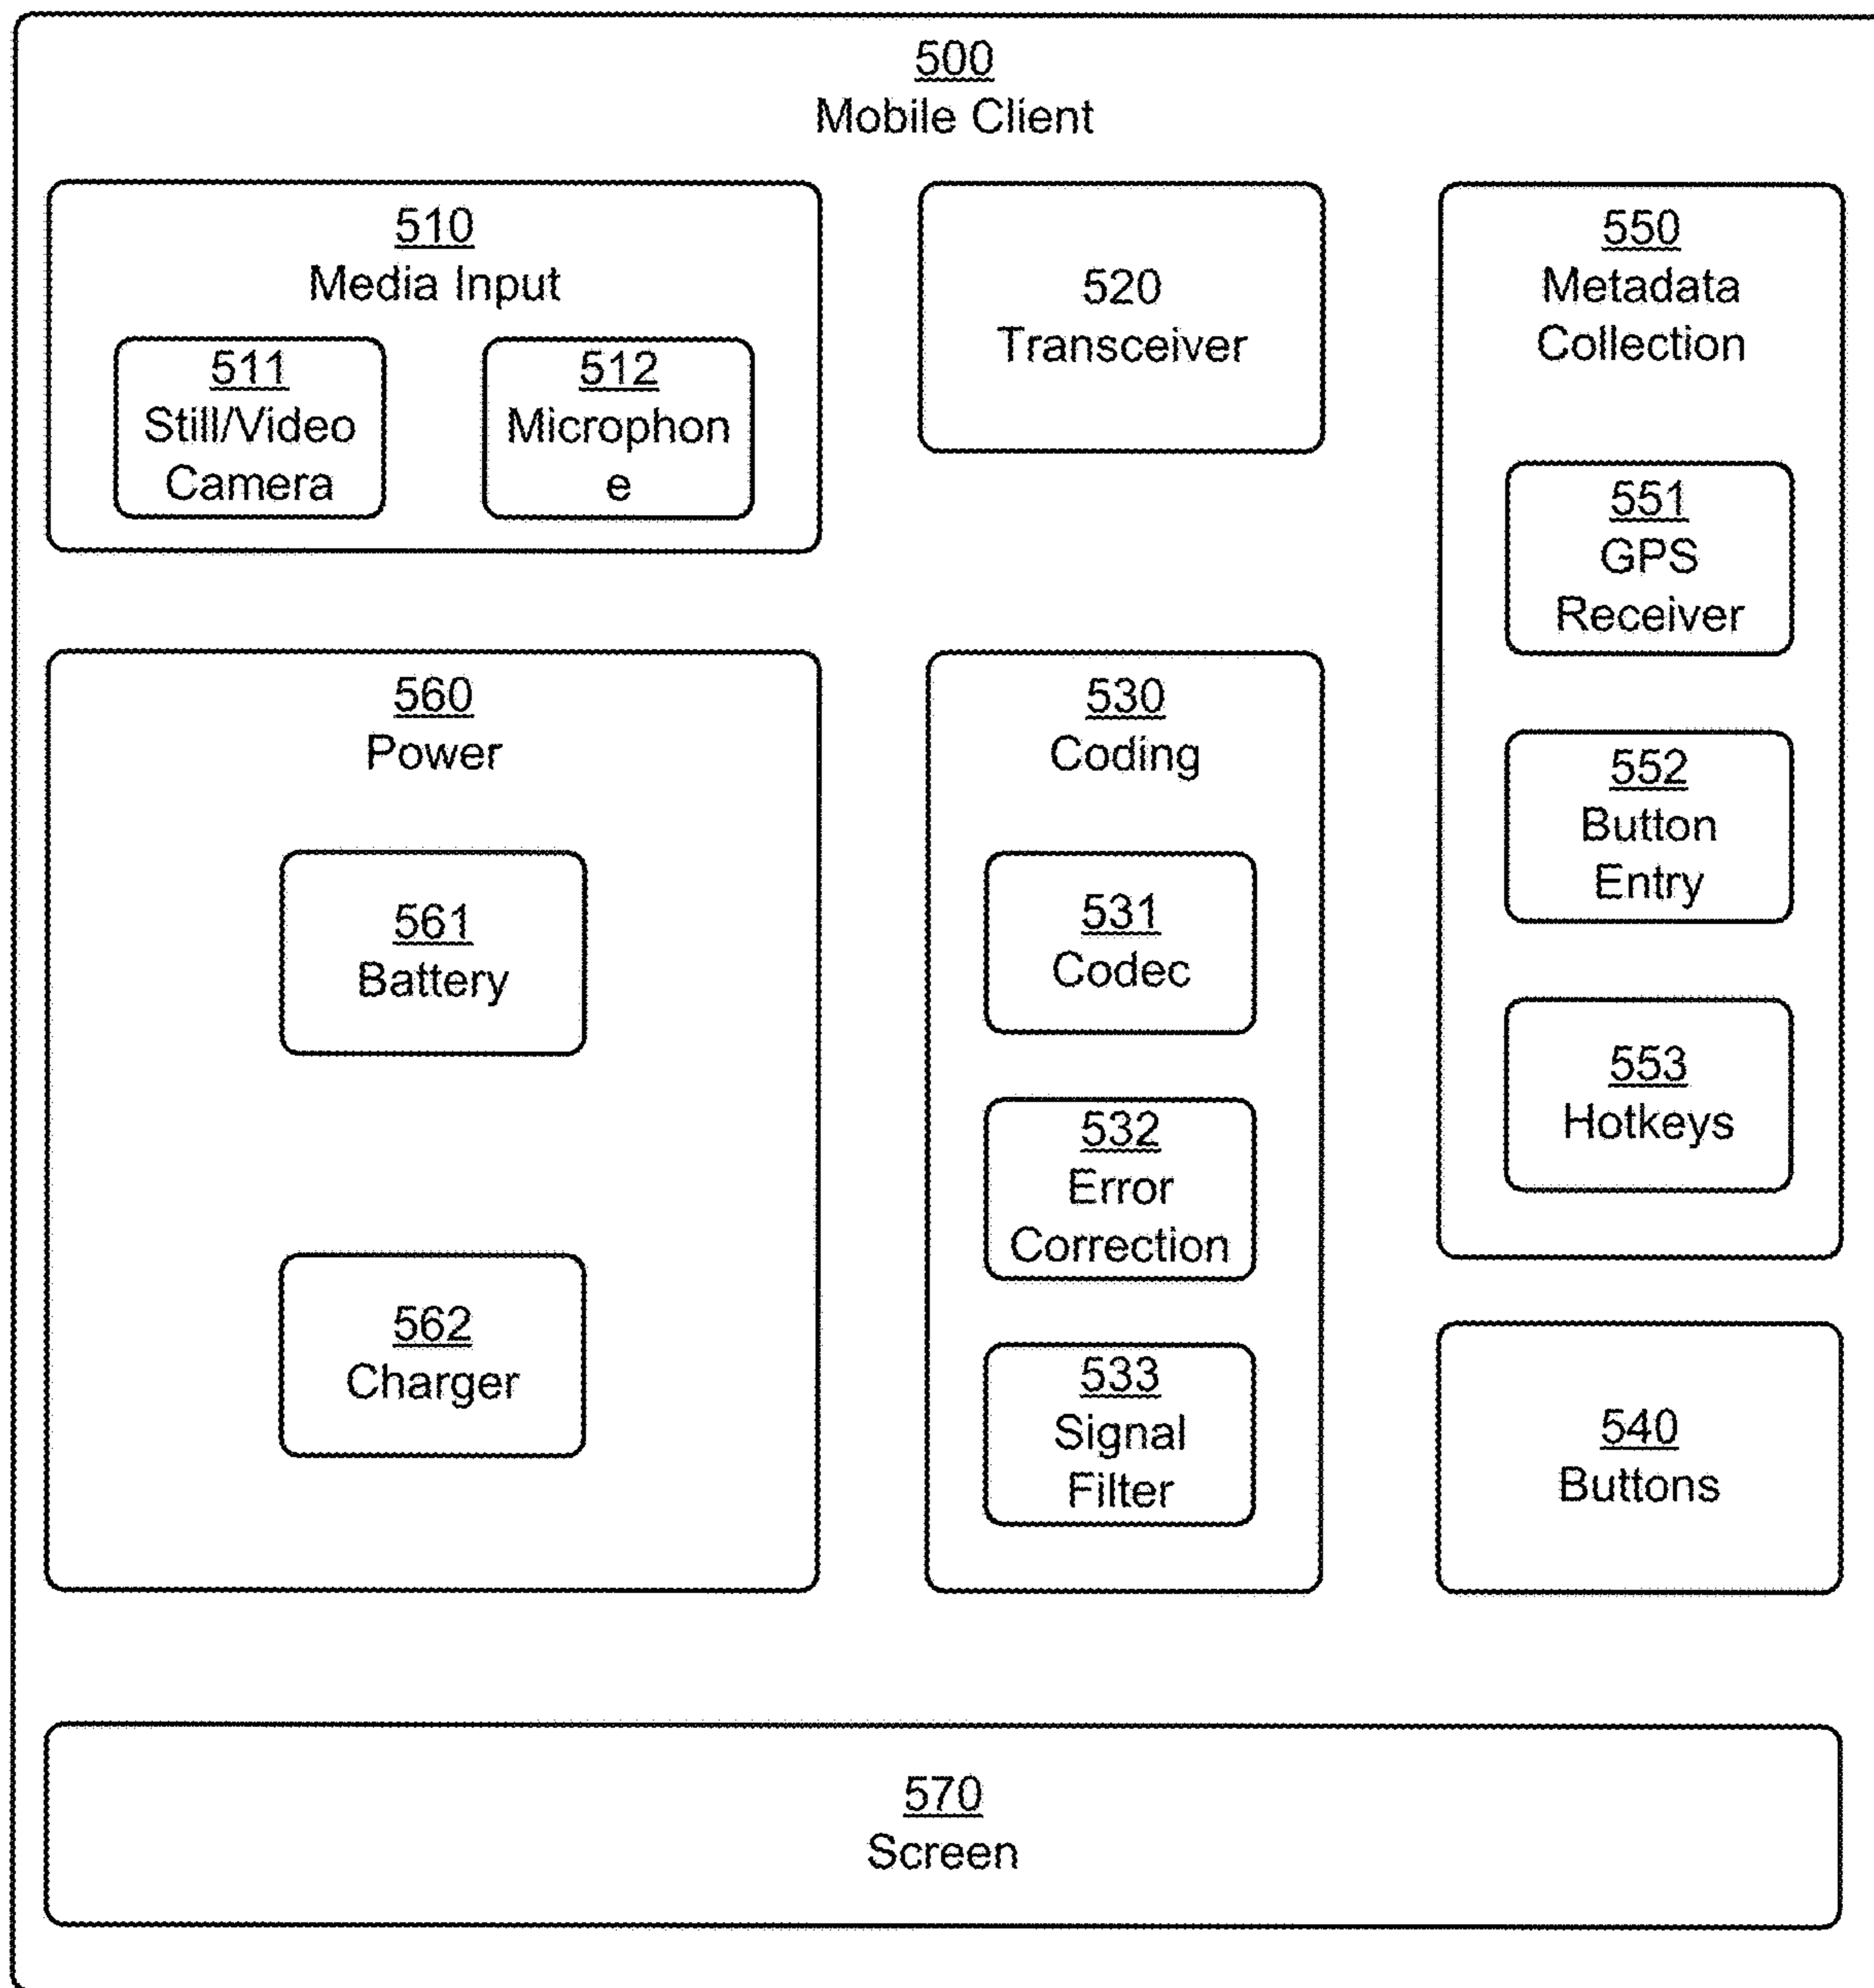 500
Mobile Client
510
Media Input
511
Still/Video
Camera
512
Microphon
e
520
Transceiver
550
Metadata
Collection
551
GPS
Receiver
552
Button
Entry
553
Hotkeys
560
Power
561
Battery
562
Charger
530
Coding
531
Codec
532
Error
Correction
533
Signal
Filter
540
Buttons
570
Screen